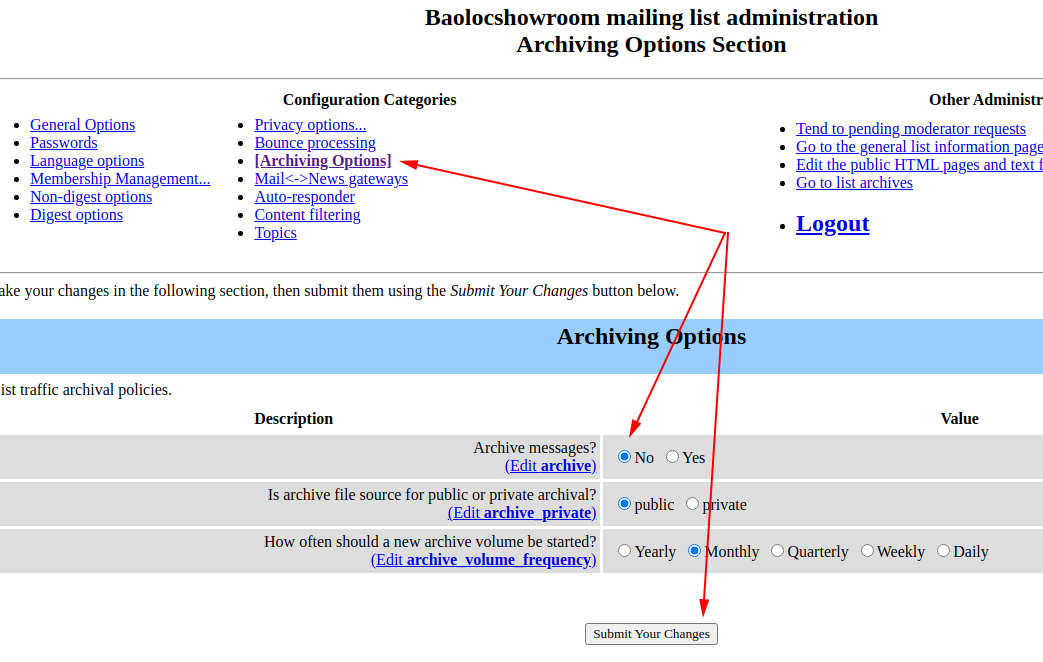 Baolocshowroom mailing list administration
Archiving Options Section
Configuration Categories
General Options
Passwords
Language options
Membership Management...
Non-digest options
Digest options
Privacy options...
Bounce processing
[Archiving Options]
Mail<->News gateways
Auto-responder
Content filtering
Topics
Other Administr
Tend to pending moderator requests
Go to the general list information page
Edit the public HTML pages and text f
Go to list archives
Logout
ake your changes in the following section, then submit them using the Submit Your Changes button below.
Archiving Options
ist traffic archival policies.
Description Value
Archive messages?
(Edit archive)
No Yes
Is archive file source for public or private archival?
(Edit archive_private)
public private
How often should a new archive volume be started?
(Edit archive_volume_frequency)
Yearly Monthly Quarterly Weekly Daily
Submit Your Changes